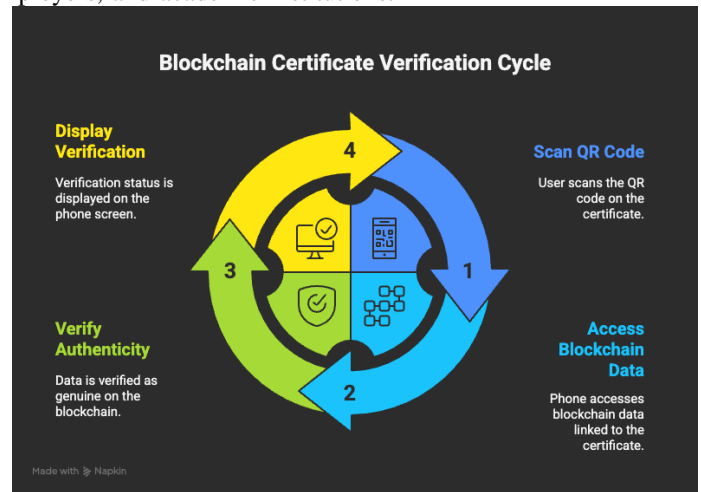 Blockchain Certificate Verification Cycle
Display
Verification
Verification status is
displayed on the
phone screen.
4
Scan QR Code
User scans the QR
code on the
certificate.
3
1
Verify
Authenticity
Data is verified as
genuine on the
blockchain.
2
Access
Blockchain
Data
Phone accesses
blockchain data
linked to the
certificate.
Made with Napkin